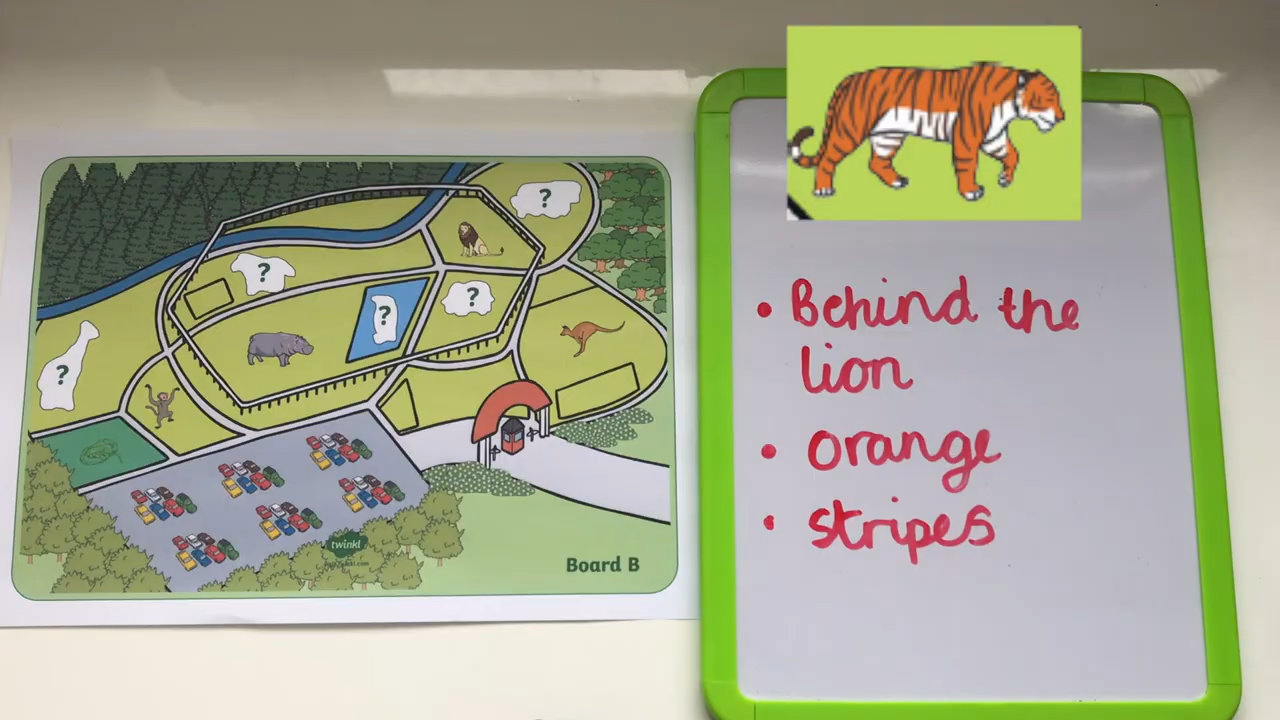 ?
?
?
?
?
twinkl
Board B
• Behind the
lion
• orange
• stripes